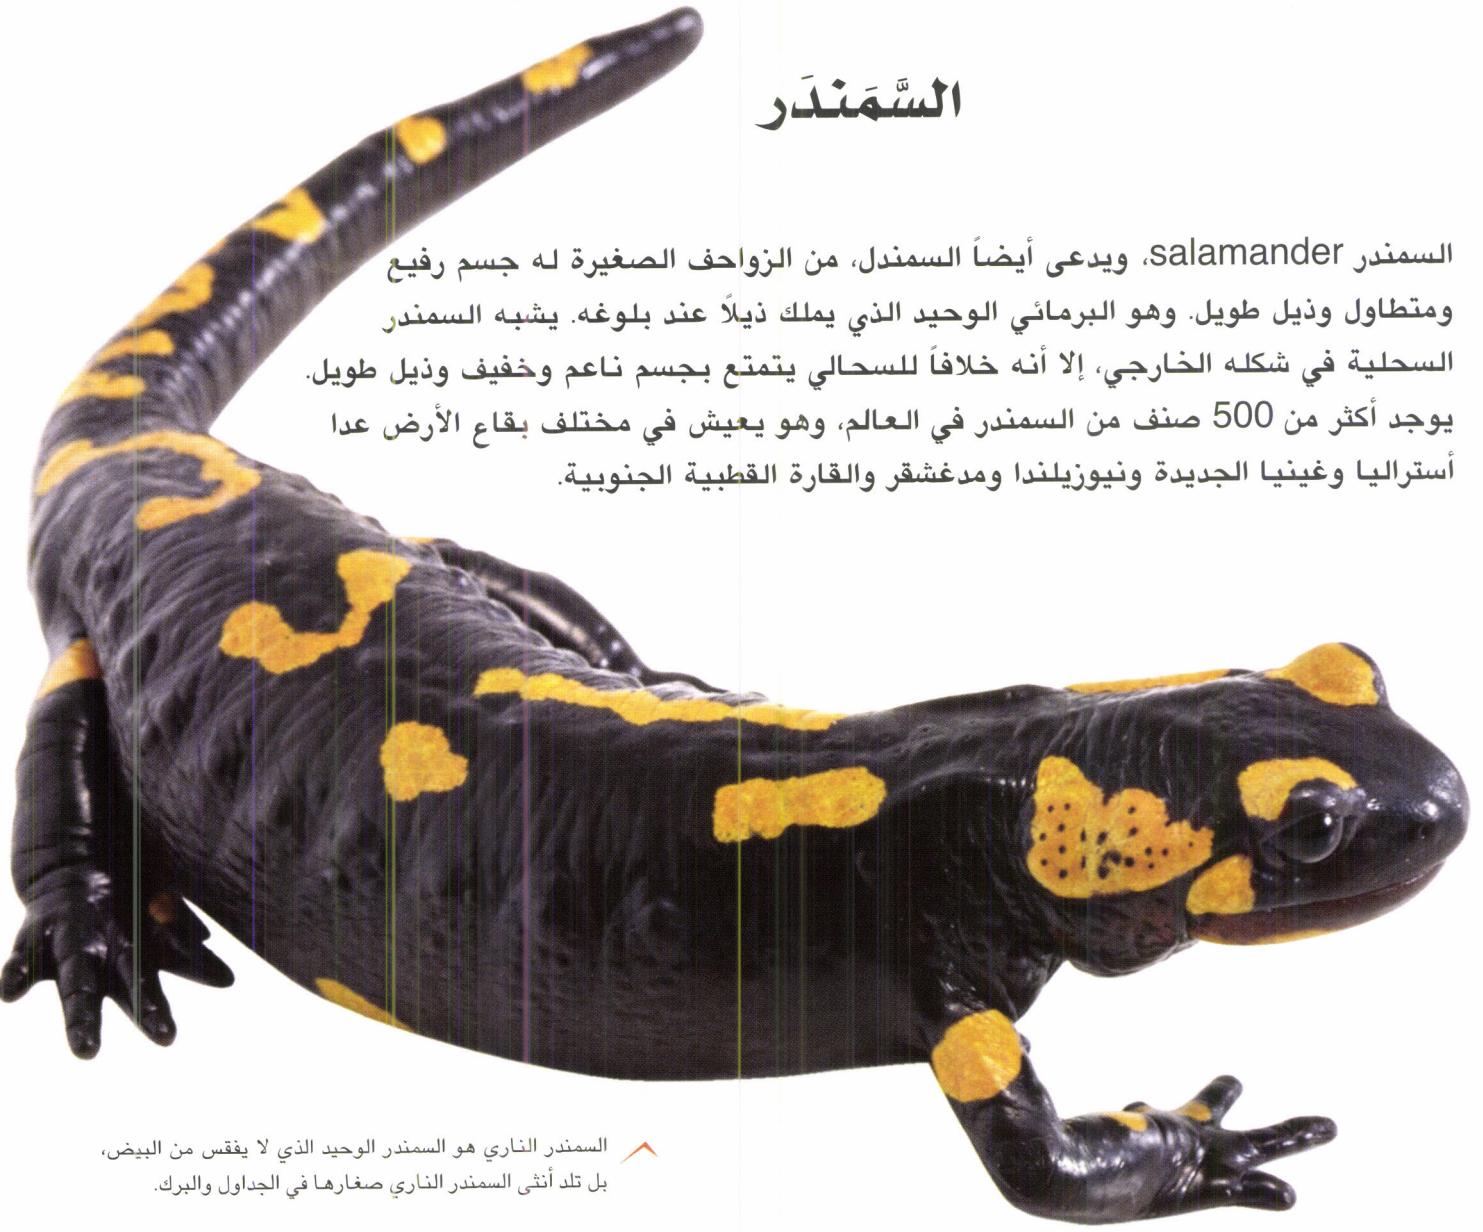 السَّمَندَر
السمندر salamander، ويدعى أيضاً السمندل، من الزواحف الصغيرة له جسم رفيع
ومتطاول وذيل طويل. وهو البرمائي الوحيد الذي يملك ذيلاً عند بلوغه. يشبه السمندر
السحلية في شكله الخارجي، إلا أنه خلافاً للسحالي يتمتع بجسم ناعم وخفيف وذيل طويل.
يوجد أكثر من 500 صنف من السمندر في العالم، وهو يعيش في مختلف بقاع الأرض عدا
أستراليا وغينيا الجديدة ونيوزيلندا ومدغشقر والقارة القطبية الجنوبية.
السمندر الناري هو السمندر الوحيد الذي لا يفقس من البيض،
بل تلد أنثى السمندر الناري صغارها في الجداول والبرك.